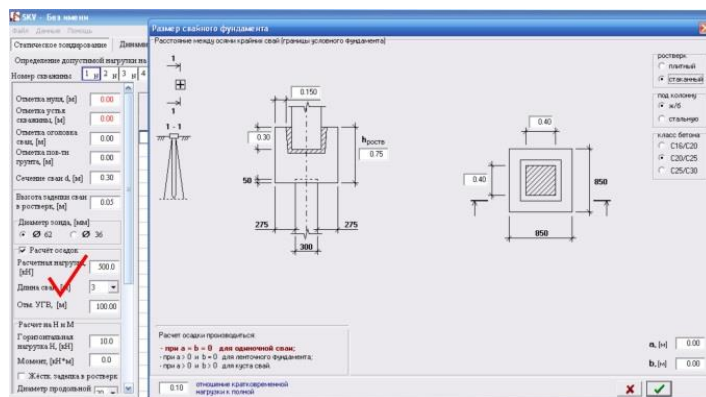 SKV - Без имени
Файл Данные Помощь
Статическое зондирование Динами
Определение допустимой нагрузки на
Номер скважины 1 н 2 н 3 н 4
Отметка нуля, [м] 0.00
Отметка устья
скважины, [м] 0.00
Отметка оголовка
сваи, [м] 0.00
Отметка пов-ти
грунта, [м] 0.00
Сечение сваи d, [м] 0.30
Высота заделки сваи
в ростверк, [м] 0.05
Диаметр зонда, [мм]
Ø 62 Ø 36
Расчёт осадок
Расчетная нагрузка,
[кН] 500.0
Длина сваи, [м] 3
Отм. УГВ, [м] 100.00
Расчет на Н и М
Горизонтальная
нагрузка Н, [кН] 10.0
Момент, [кН*м] 0.0
Жёстк. заделка в ростверк
Диаметр продольной
Размер свайного фундамента
Расстояние между осями крайних свай (границы условного фундамента)
1
1
1 - 1
0.150
0.30
hроств
0.75
50
275
275
300
0.40
0.40
850
850
ростверк
плитный
стаканный
под колонну
ж/б
стальную
класс бетона
C16/C20
C20/C25
C25/C30
Расчет осадки производиться:
- при a = b = 0 для одиночной сваи;
- при a > 0 и b = 0 для ленточного фундамента;
- при a > 0 и b > 0 для куста свай.
a, [м] 0.00
b, [м] 0.00
0.10 отношение кратковременной
нагрузки к полной